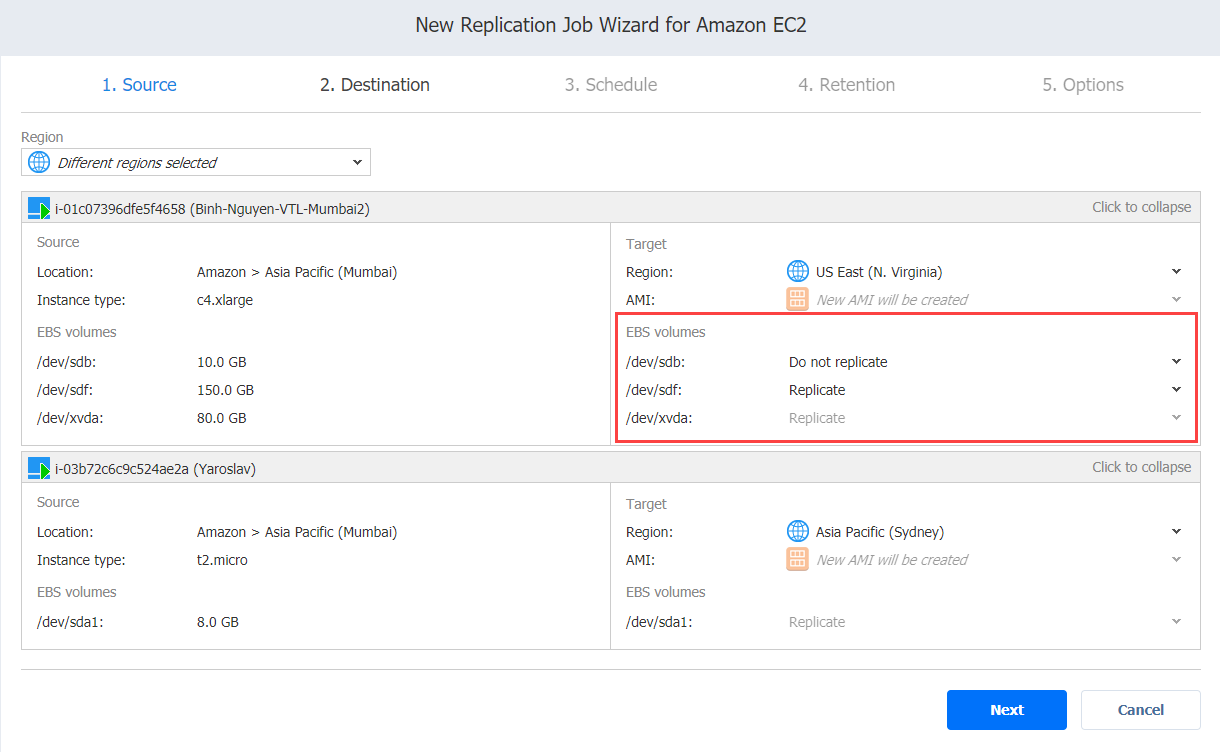 New Replication Job Wizard for Amazon EC2
1. Source 2. Destination 3. Schedule 4. Retention 5. Options
Region
Different regions selected
i-01c07396dfe5f4658 (Binh-Nguyen-VTL-Mumbai2) Click to collapse
Source
Location: Amazon > Asia Pacific (Mumbai)
Instance type: c4.xlarge
EBS volumes
/dev/sdb: 10.0 GB
/dev/sdf: 150.0 GB
/dev/xvda: 80.0 GB
Target
Region: US East (N. Virginia)
AMI: New AMI will be created
EBS volumes
/dev/sdb: Do not replicate
/dev/sdf: Replicate
/dev/xvda: Replicate
i-03b72c6c9c524ae2a (Yaroslav) Click to collapse
Source
Location: Amazon > Asia Pacific (Mumbai)
Instance type: t2.micro
EBS volumes
/dev/sda1: 8.0 GB
Target
Region: Asia Pacific (Sydney)
AMI: New AMI will be created
EBS volumes
/dev/sda1: Replicate
Next Cancel